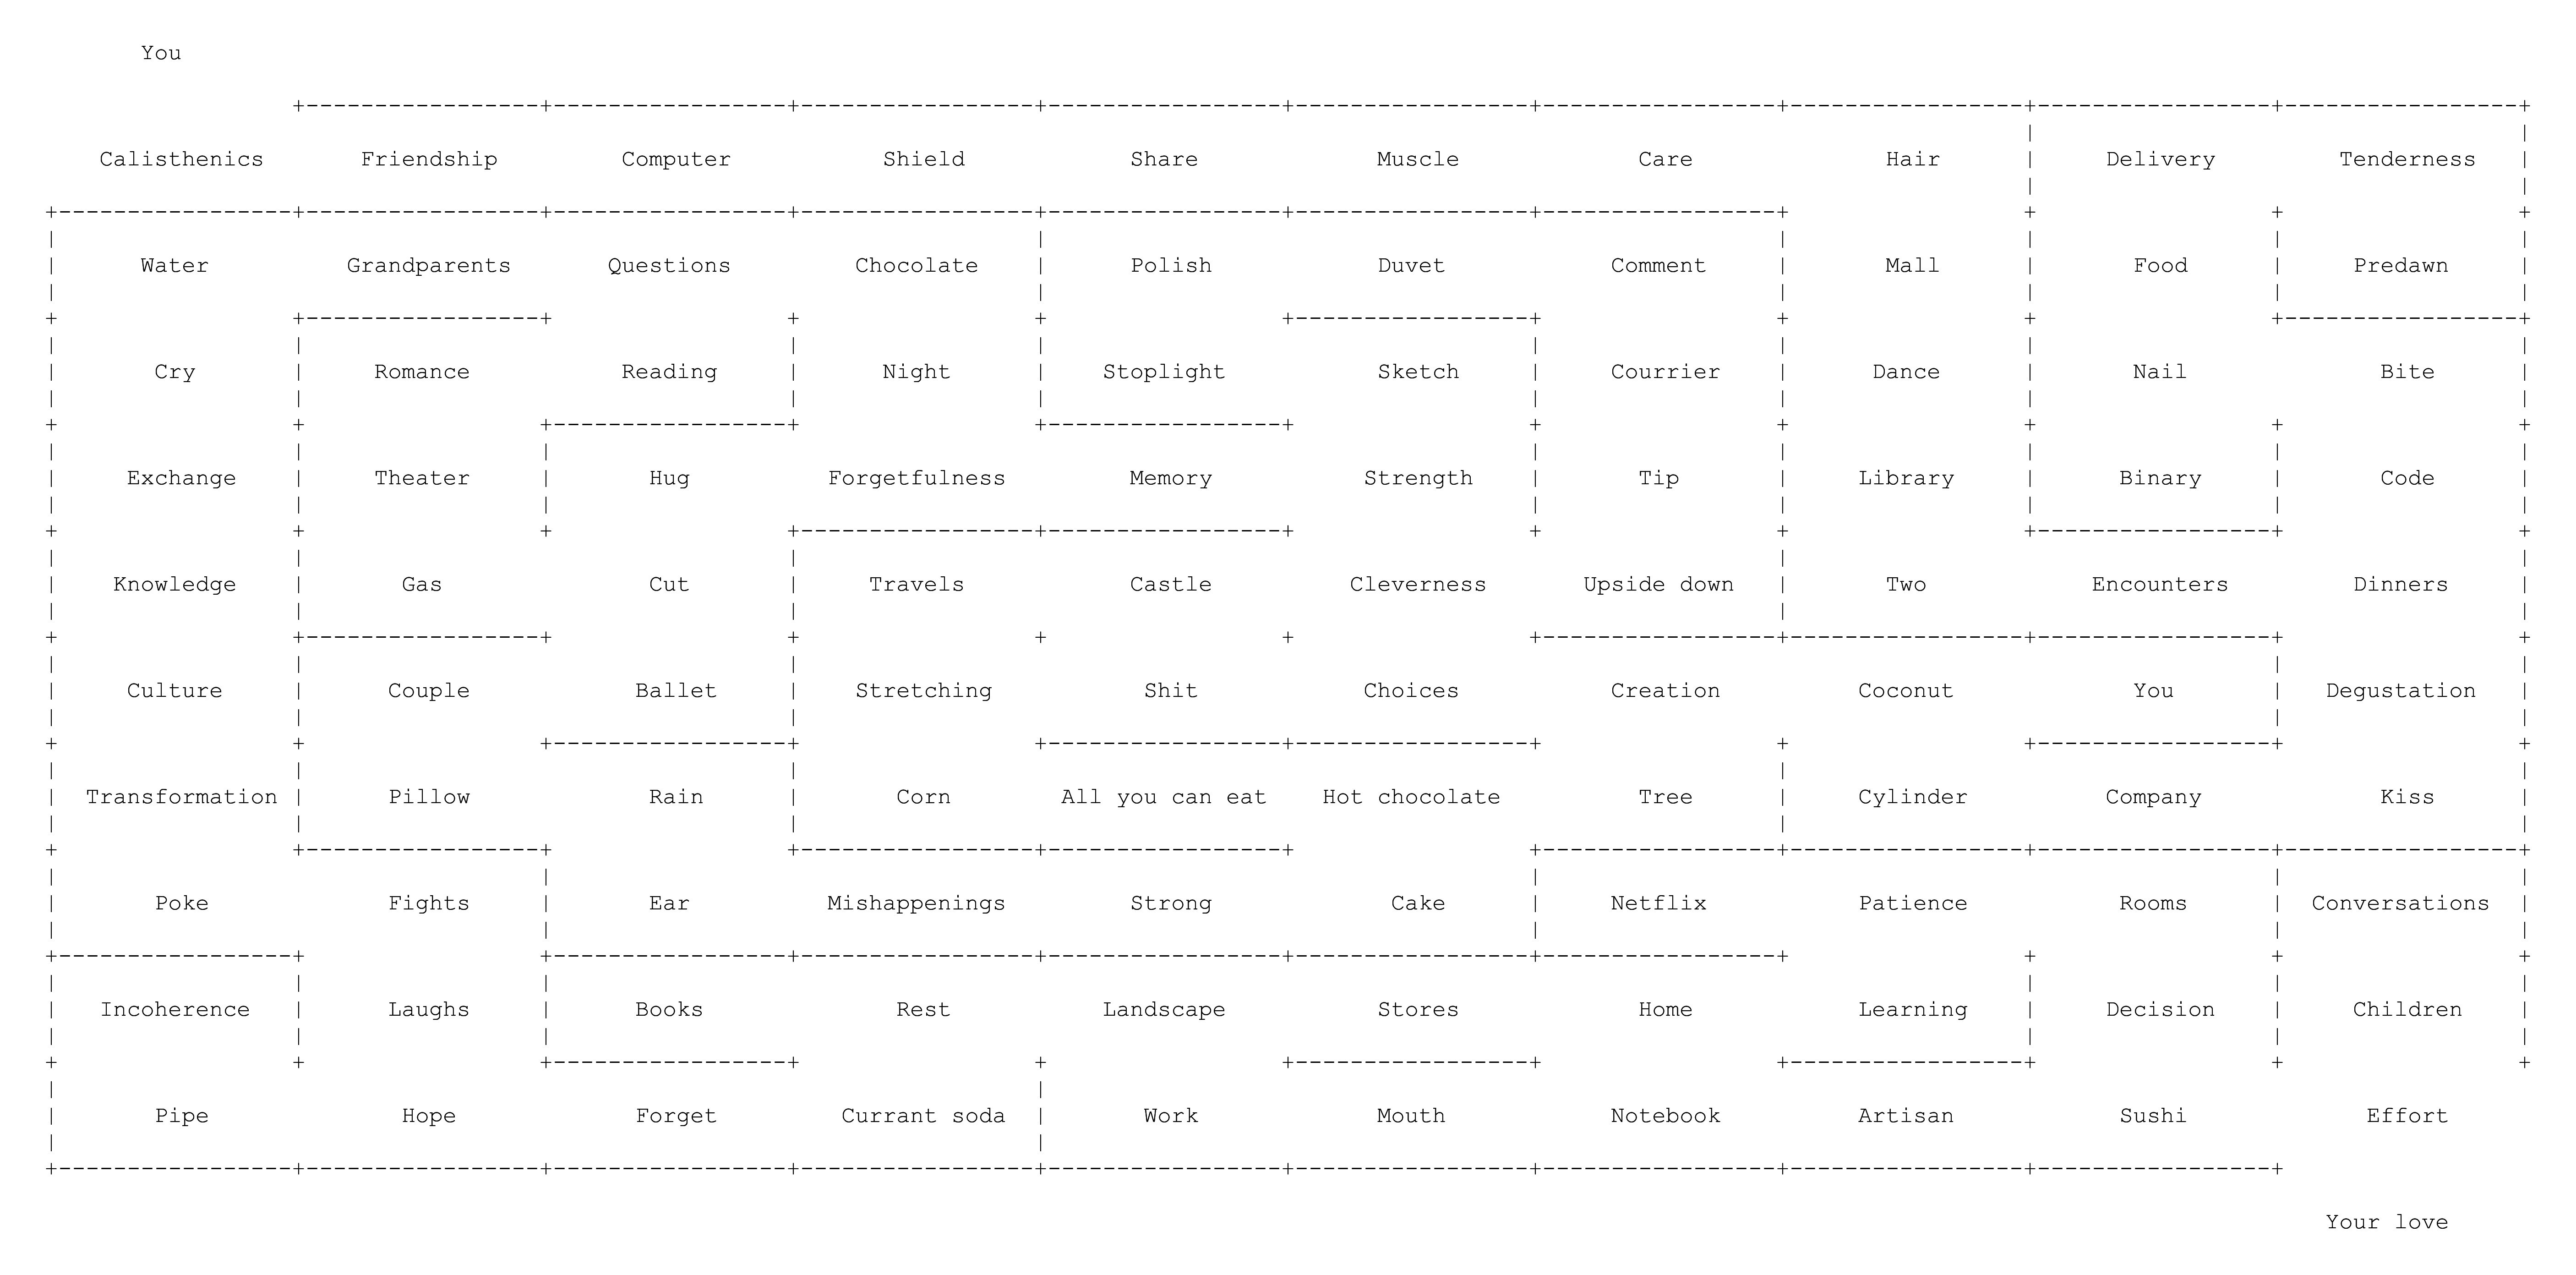 You
Calisthenics Friendship Computer Shield Share Muscle Care Hair Delivery Tenderness
Water Grandparents Questions Chocolate Polish Duvet Comment Mall Food Predawn
Cry Romance Reading Night Stoplight Sketch Courrier Dance Nail Bite
Exchange Theater Hug Forgetfulness Memory Strength Tip Library Binary Code
Knowledge Gas Cut Travels Castle Cleverness Upside down Two Encounters Dinners
Culture Couple Ballet Stretching Shit Choices Creation Coconut You Degustation
Transformation Pillow Rain Corn All you can eat Hot chocolate Tree Cylinder Company Kiss
Poke Fights Ear Mishappenings Strong Cake Netflix Patience Rooms Conversations
Incoherence Laughs Books Rest Landscape Stores Home Learning Decision Children
Pipe Hope Forget Currant soda Work Mouth Notebook Artisan Sushi Effort
Your love